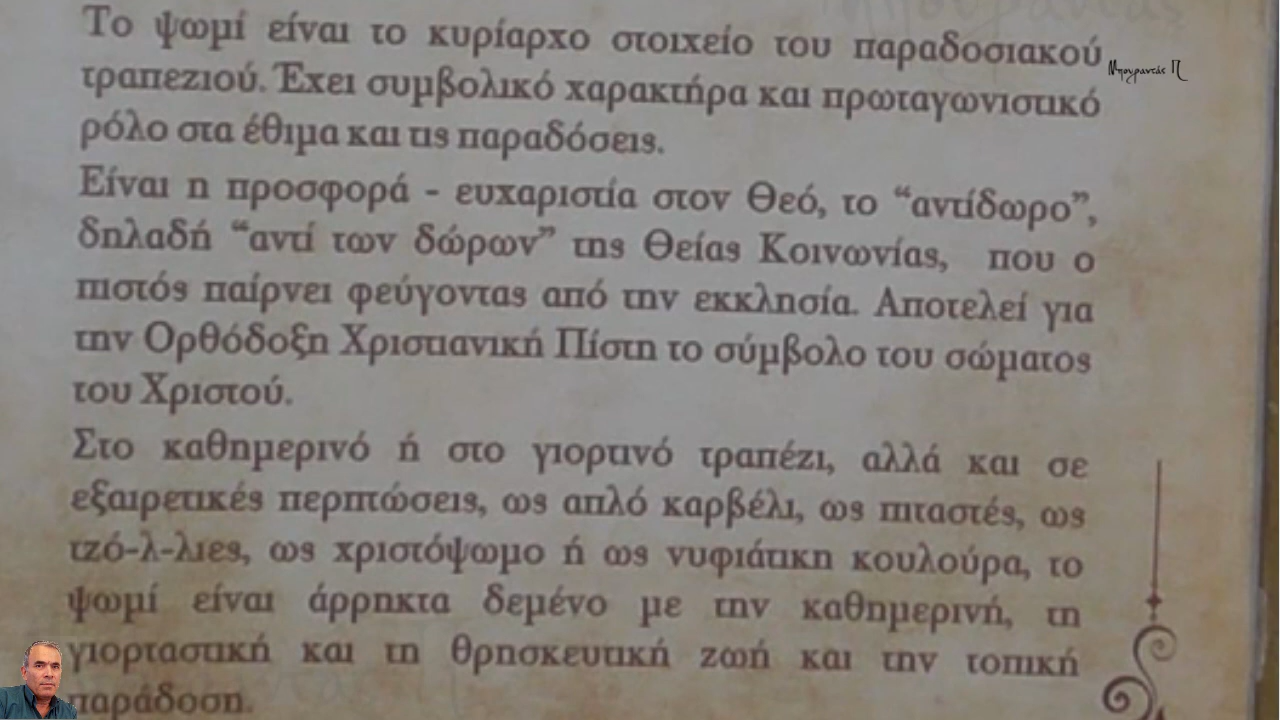 Το ψωμί είναι το κυρίαρχο στοιχείο του παραδοσιακού
Μπουραντάς Π
τραπεζιού. Έχει συμβολικό χαρακτήρα και πρωταγωνιστικό
ρόλο στα έθιμα και τις παραδόσεις.
Είναι η προσφορά - ευχαριστία στον Θεό, το “αντίδωρο”,
δηλαδή “αντί των δώρων” της Θείας Κοινωνίας, που ο
πιστός παίρνει φεύγοντας από την εκκλησία. Αποτελεί για
την Ορθόδοξη Χριστιανική Πίστη το σύμβολο του σώματος
του Χριστού.
Στο καθημερινό ή στο γιορτινό τραπέζι, αλλά και σε
εξαιρετικές περιπτώσεις, ως απλό καρβέλι, ως πιταστές, ως
τζό-λ-λιες, ως χριστόψωμο ή ως νυφιάτικη κουλούρα, το
ψωμί είναι άρρηκτα δεμένο με την καθημερινή, τη
γιορταστική και τη θρησκευτική ζωή και την τοπική
παράδοση.